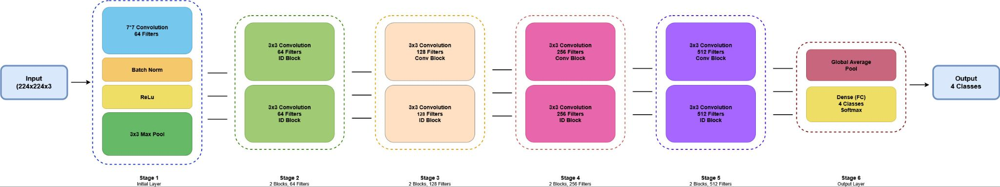 Input
(224x224x3
7*7 Convolution
64 Filters
Batch Norm
ReLu
3x3 Max Pool
Stage 1
Initial Layer
3x3 Convolution
64 Filters
ID Block
3x3 Convolution
64 Filters
ID Block
Stage 2
2 Blocks, 64 Filters
3x3 Convolution
128 Filters
Conv Block
3x3 Convolution
128 Filters
ID Block
Stage 3
2 Blocks, 128 Filters
3x3 Convolution
256 Filters
Conv Block
3x3 Convolution
256 Filters
ID Block
Stage 4
2 Blocks, 256 Filters
3x3 Convolution
512 Filters
Conv Block
3x3 Convolution
512 Filters
ID Block
Stage 5
2 Blocks, 512 Filters
Global Average
Pool
Dense (FC)
4 Classes
Softmax
Stage 6
Output Layer
Output
4 Classes